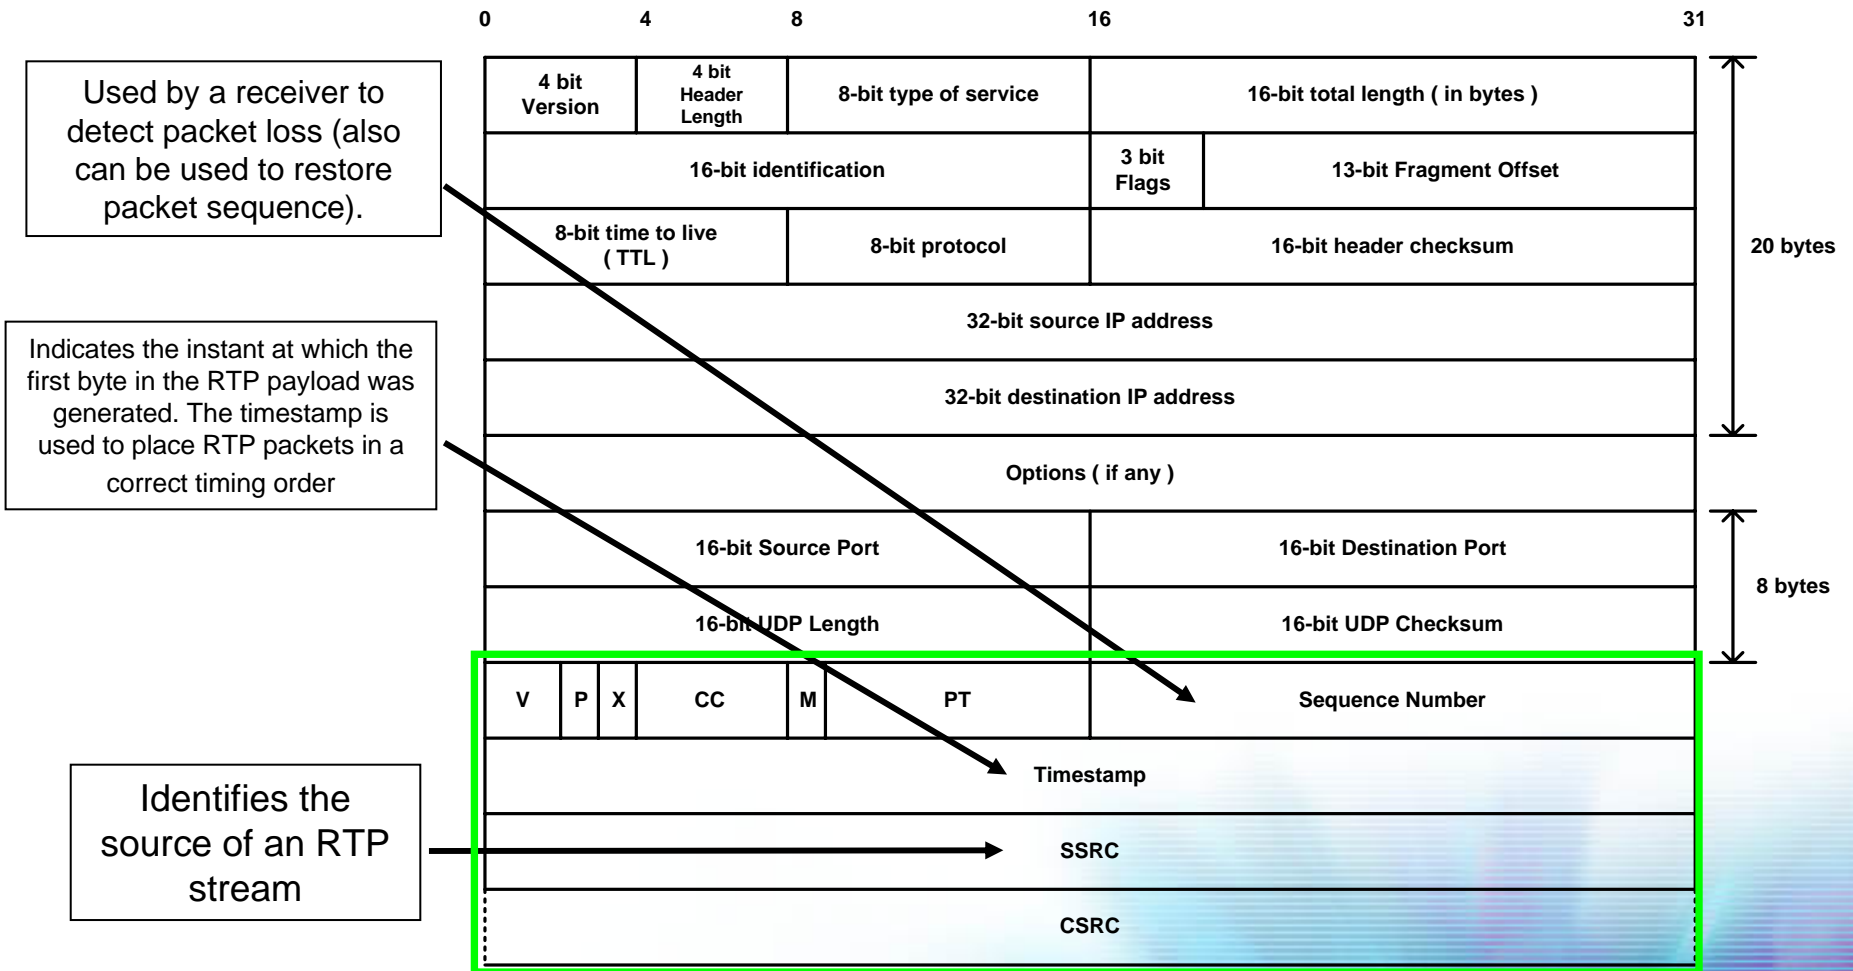 0 4 8 16 31
Used by a receiver to
detect packet loss (also
can be used to restore
packet sequence).
4 bit
Version
4 bit
Header
Length
8-bit type of service
16-bit total length ( in bytes )
16-bit identification
3 bit
Flags
13-bit Fragment Offset
8-bit time to live
( TTL )
8-bit protocol
16-bit header checksum
20 bytes
32-bit source IP address
Indicates the instant at which the
first byte in the RTP payload was
generated. The timestamp is
used to place RTP packets in a
correct timing order
32-bit destination IP address
Options ( if any )
16-bit Source Port
16-bit Destination Port
8 bytes
16-bit UDP Length
16-bit UDP Checksum
V P X CC M PT Sequence Number
Timestamp
Identifies the
source of an RTP
stream
SSRC
CSRC